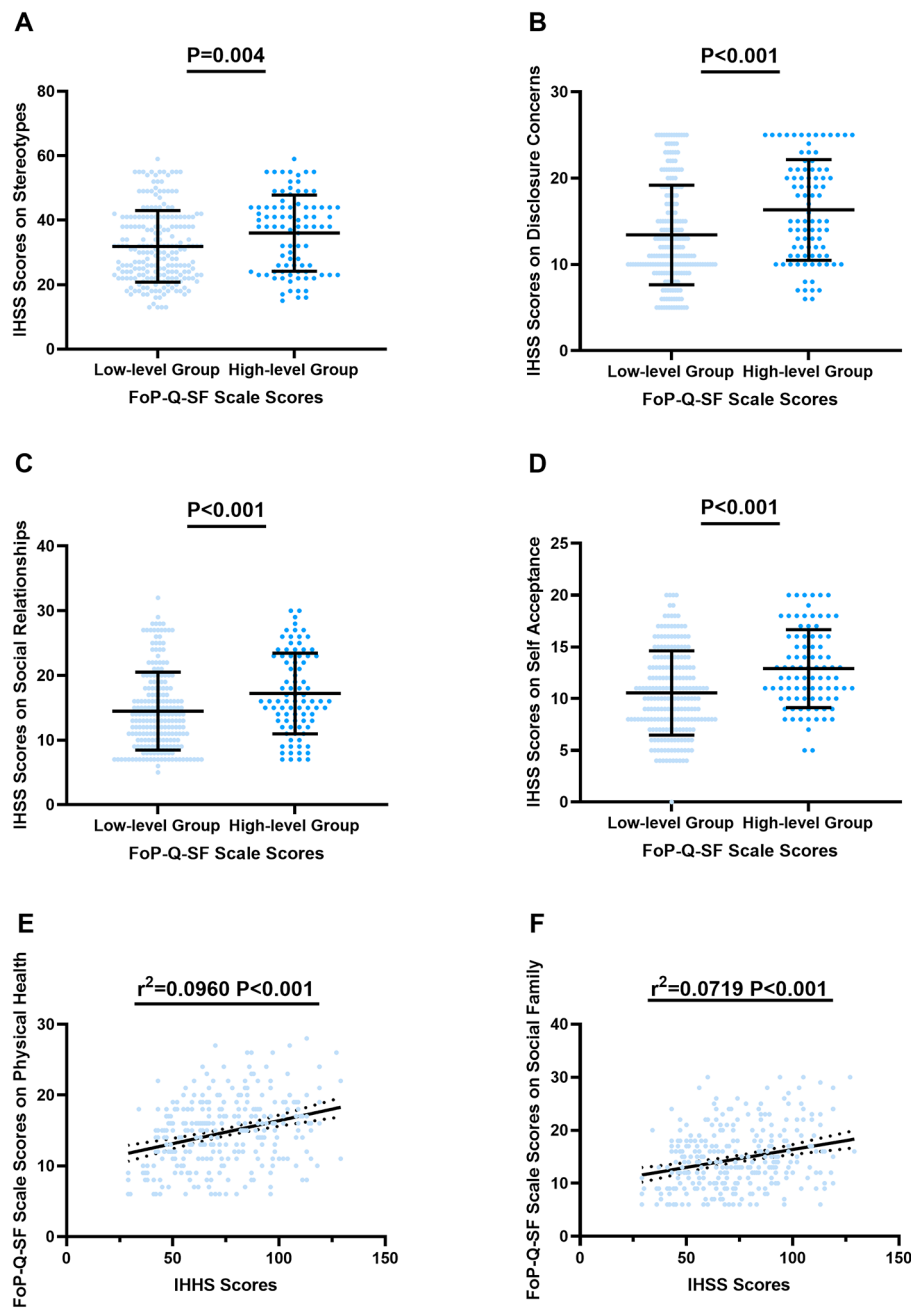 A
P=0.004
IHSS Scores on Stereotypes
80
60
40
20
0
Low-level Group High-level Group
FoP-Q-SF Scale Scores
B
P<0.001
IHSS Scores on Disclosure Concerns
30
20
10
0
Low-level Group High-level Group
FoP-Q-SF Scale Scores
C
P<0.001
IHSS Scores on Social Relationships
40
30
20
10
0
Low-level Group High-level Group
FoP-Q-SF Scale Scores
D
P<0.001
IHSS Scores on Self Acceptance
25
20
15
10
5
0
Low-level Group High-level Group
FoP-Q-SF Scale Scores
E
r²=0.0960 P<0.001
FoP-Q-SF Scale Scores on Physical Health
30
20
10
0
0 50 100 150
IHHS Scores
F
r²=0.0719 P<0.001
FoP-Q-SF Scale Scores on Social Family
40
30
20
10
0
0 50 100 150
IHSS Scores